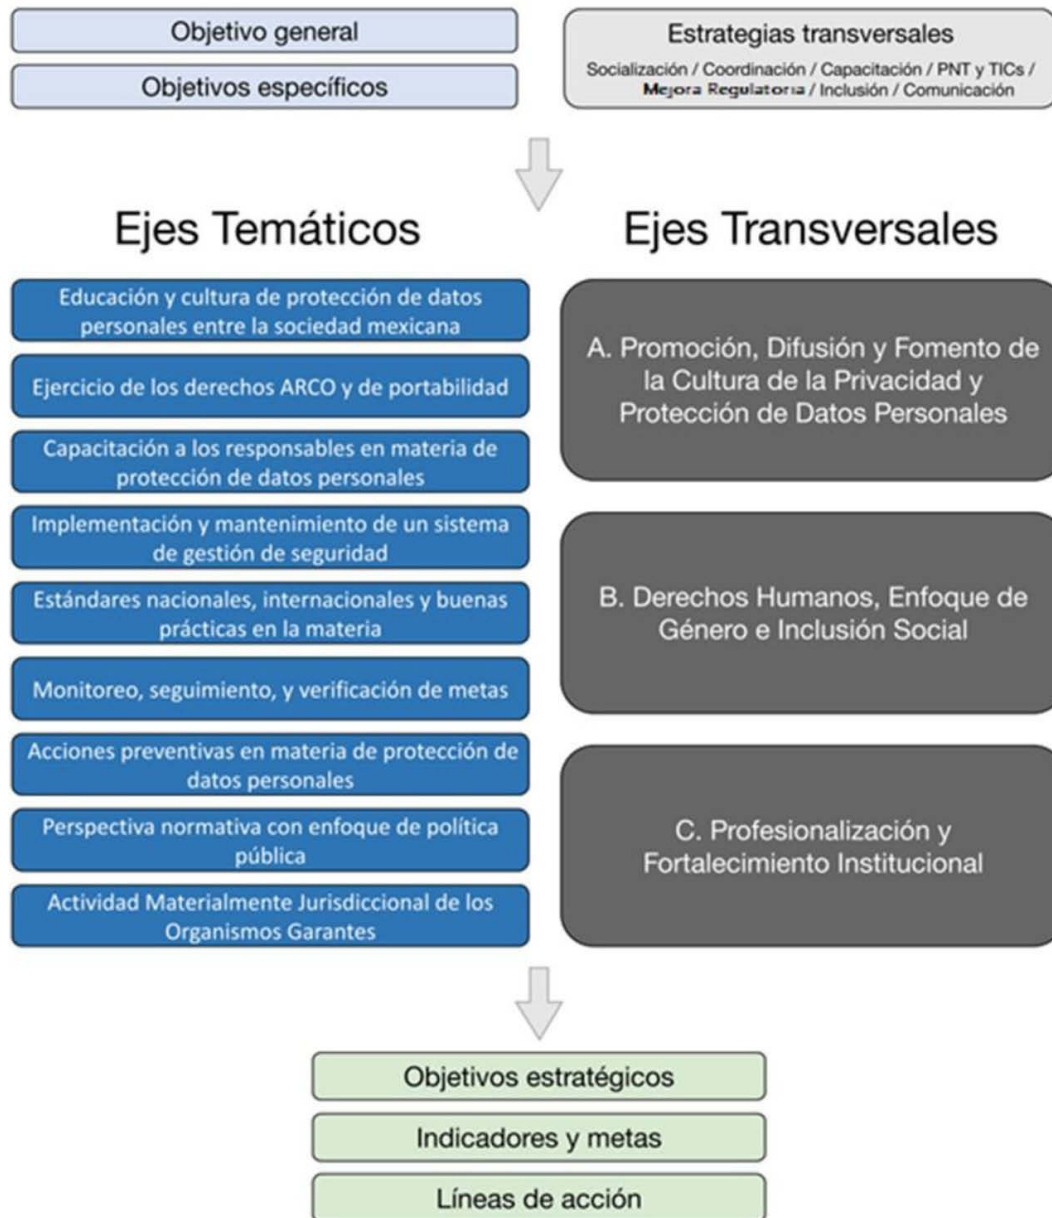 Objetivo general
Objetivos específicos
Estrategias transversales
Socialización / Coordinación / Capacitación / PNT y TICs /
Mejora Regulatoria / Inclusión / Comunicación
Ejes Temáticos
Educación y cultura de protección de datos
personales entre la sociedad mexicana
Ejercicio de los derechos ARCO y de portabilidad
Capacitación a los responsables en materia de
protección de datos personales
Implementación y mantenimiento de un sistema
de gestión de seguridad
Estándares nacionales, internacionales y buenas
prácticas en la materia
Monitoreo, seguimiento, y verificación de metas
Acciones preventivas en materia de protección de
datos personales
Perspectiva normativa con enfoque de política
pública
Actividad Materialmente Jurisdiccional de los
Organismos Garantes
Ejes Transversales
A. Promoción, Difusión y Fomento de
la Cultura de la Privacidad y
Protección de Datos Personales
B. Derechos Humanos, Enfoque de
Género e Inclusión Social
C. Profesionalización y
Fortalecimiento Institucional
Objetivos estratégicos
Indicadores y metas
Líneas de acción